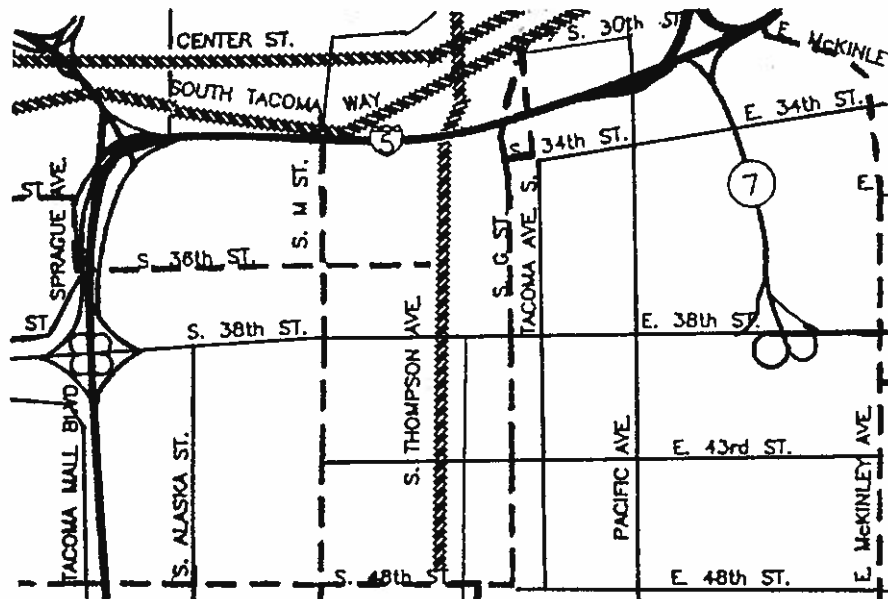 CENTER ST.
S. 30th ST.
E. McKINLE
SOUTH TACOMA WAY
5
E. 34th ST.
S. 34th ST.
7
ST.
E.
SPRAGUE AVE.
S. M ST.
S. G ST
TACOMA AVE. S.
S. 36th ST.
ST.
S. 38th ST.
E. 38th ST.
S. THOMPSON AVE.
TACOMA MALL BLVD
S. ALASKA ST.
PACIFIC AVE.
E. 43rd ST.
E. McKINLEY AVE.
S. 48th ST
E. 48th ST.